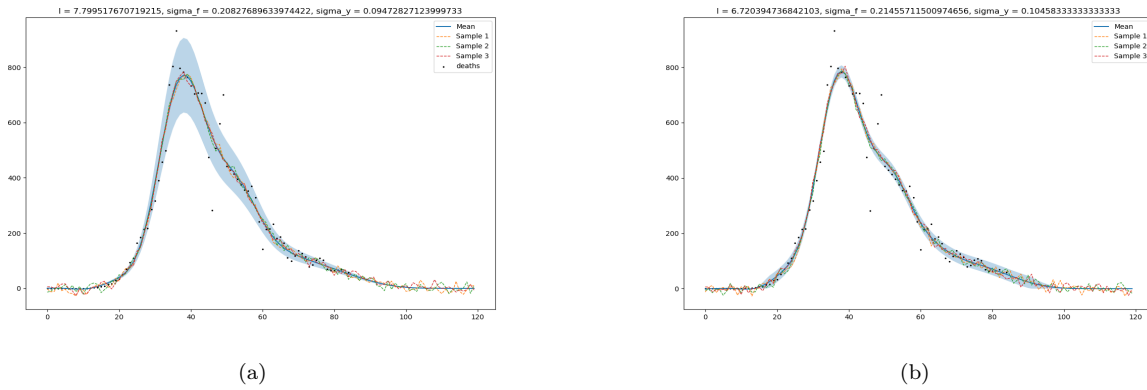 l = 7.799517670719215, sigma_f = 0.20827689633974422, sigma_y = 0.09472827123999733
Mean
Sample 1
Sample 2
Sample 3
deaths
800
600
400
200
0
0 20 40 60 80 100 120
(a)
l = 6.720394736842103, sigma_f = 0.21455711500974656, sigma_y = 0.10458333333333333
Mean
Sample 1
Sample 2
Sample 3
800
600
400
200
0
0 20 40 60 80 100 120
(b)